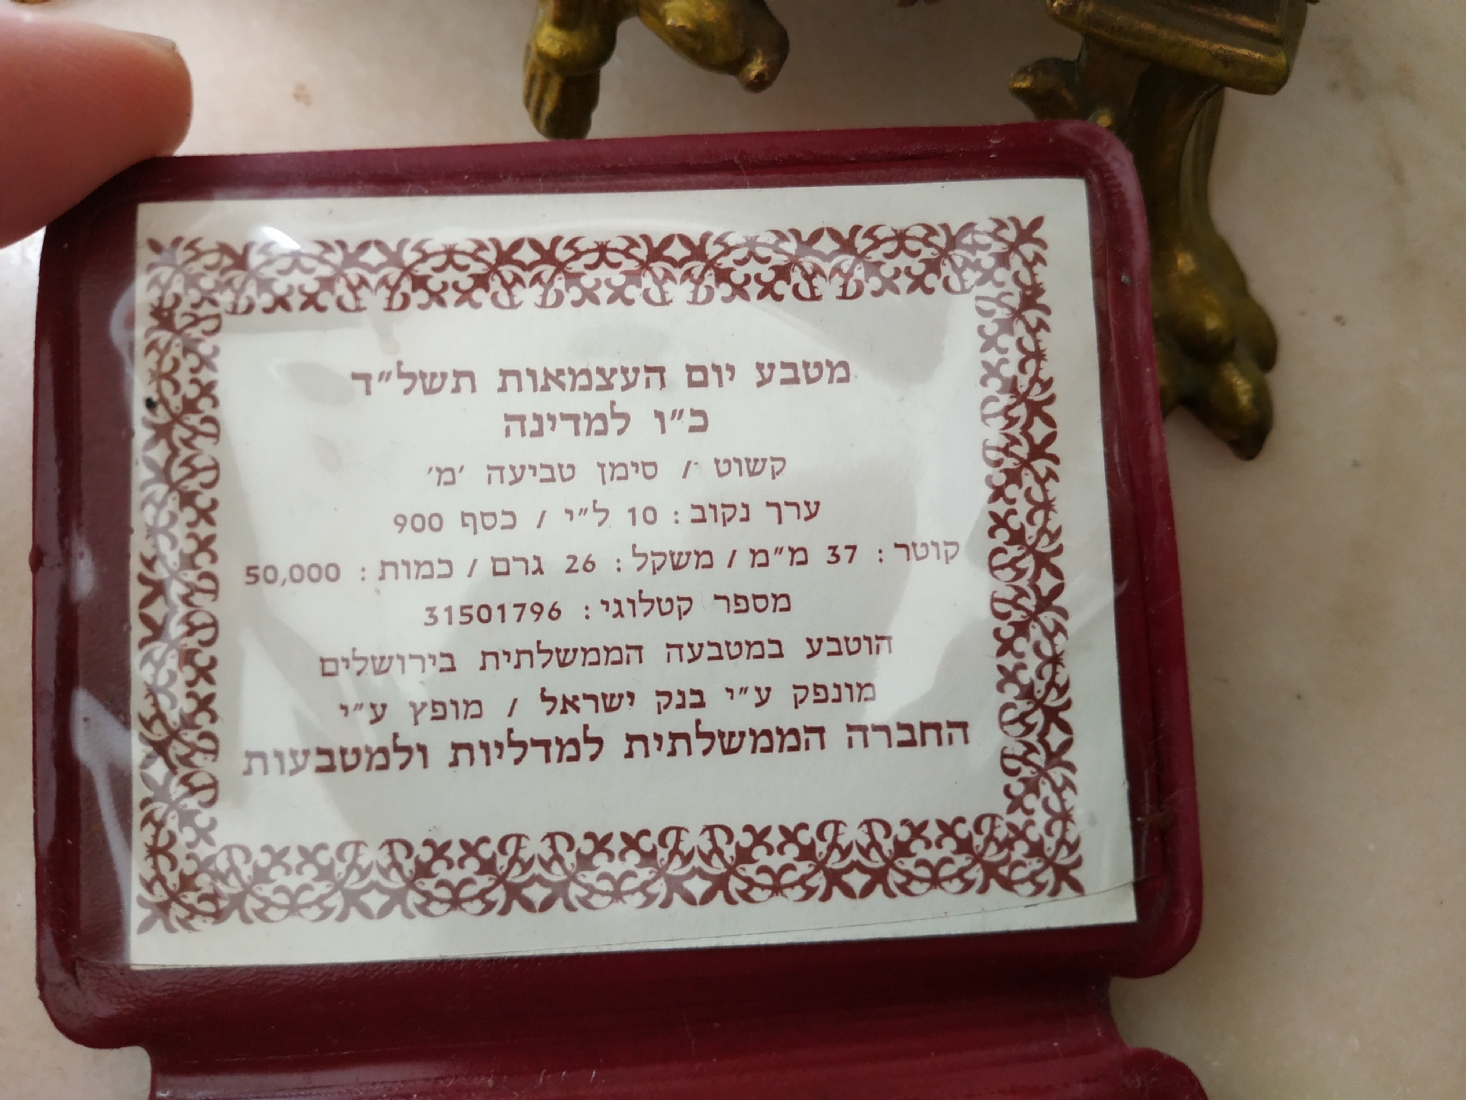 מטבע יום העצמאות תשל״ד
כ״ו למדינה
קשוט / סימן טביעה ׳מ׳
ערך נקוב: 10 ל״י / כסף 900
קוטר: 37 מ״מ / משקל: 26 גרם / כמות: 50,000
מספר קטלוגי: 31501796
הוטבע במטבעה הממשלתית בירושלים
מונפק ע״י בנק ישראל / מופץ ע״י
החברה הממשלתית למדליות ולמטבעות